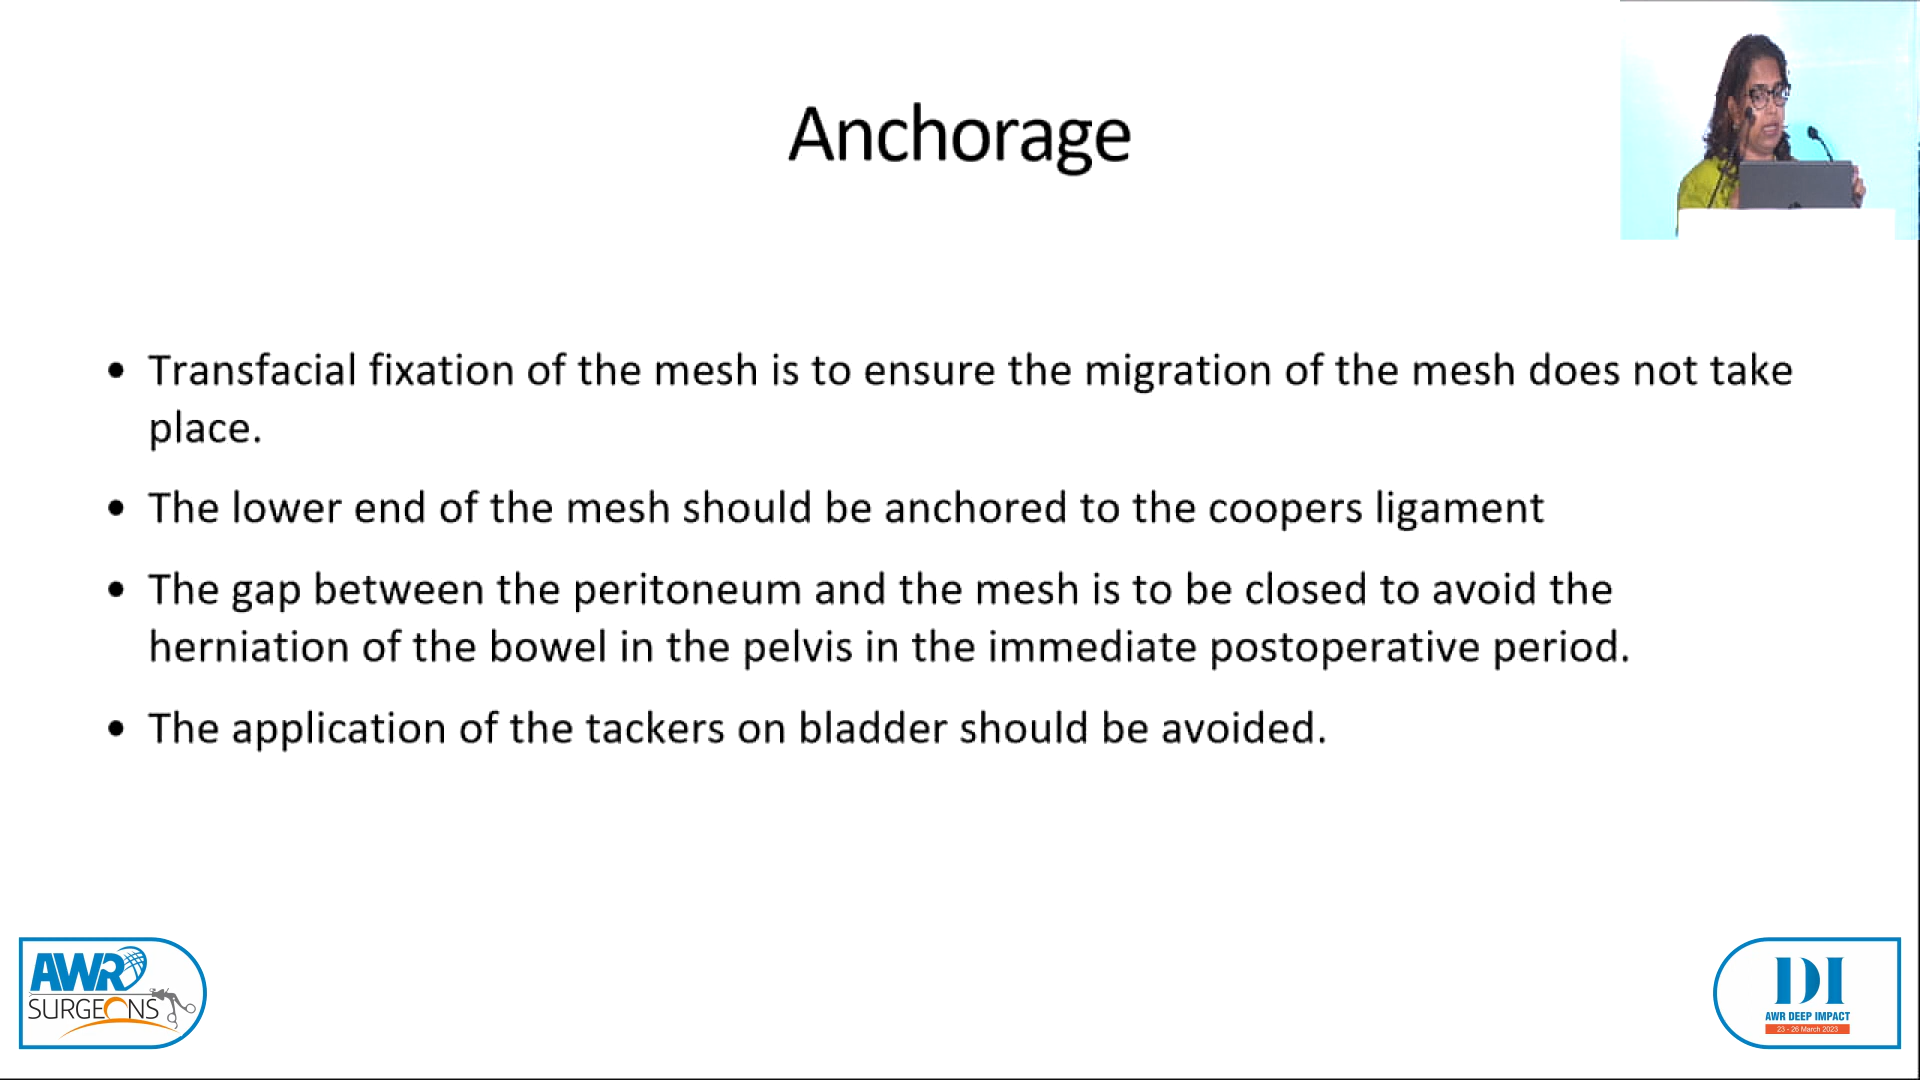 Anchorage
• Transfacial fixation of the mesh is to ensure the migration of the mesh does not take
place.
• The lower end of the mesh should be anchored to the coopers ligament
• The gap between the peritoneum and the mesh is to be closed to avoid the
herniation of the bowel in the pelvis in the immediate postoperative period.
• The application of the tackers on bladder should be avoided.
AWR
SURGEONS
DI
AWR DEEP IMPACT
23 - 26 March 2023